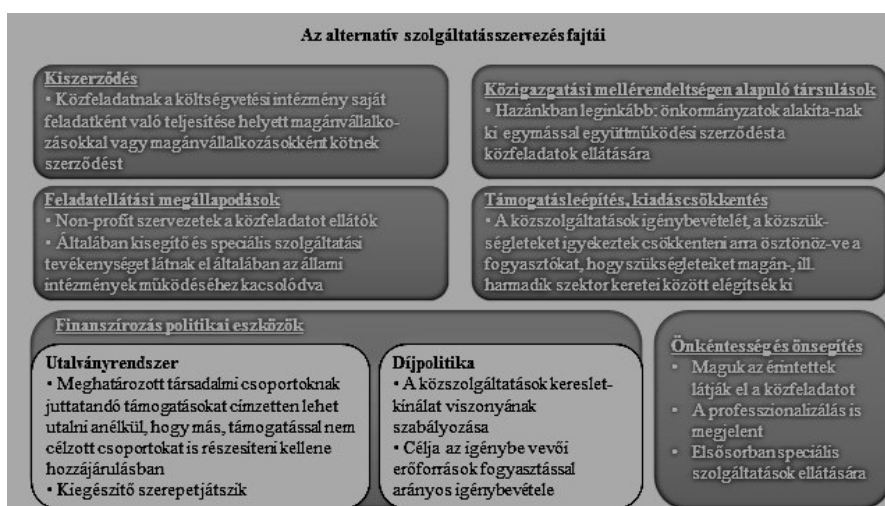 Az alternatív szolgáltatásszervezés fajtái
Kiszerződés
• Közfeladatnak a költségvetési intézmény saját
feladatként való teljesítése helyett magánvállalko-
zásokkal vagy magánvállalkozásokként kötnek
szerződést
Közigazgatási mellérendeltségen alapuló társulások
• Hazánkban leginkább: önkormányzatok alakíta-nak
ki egymással együttműködési szerződést a
közfeladatok ellátására
Feladatellátási megállapodások
• Non-profit szervezetek a közfeladatot ellátók
• Általában kisegítő és speciális szolgáltatási
tevékenységet látnak el általában az állami
intézmények működéséhez kacsolódva
Támogatásleépítés, kiadáscsökkentés
• A közszolgáltatások igénybevételét, a közszük-
ségleteket igyekeztek csökkenteni arra ösztönöz-ve a
fogyasztókat, hogy szükségleteiket magán-, ill.
harmadik szektor keretei között elégítsék ki
Finanszírozás politikai eszközök
Utalványrendszer
• Meghatározott társadalmi csoportoknak
juttatandó támogatásokat címzetten lehet
utalni anélkül, hogy más, támogatással nem
célzott csoportokat is részesíteni kellene
hozzájárulásban
• Kiegészítő szerepet játszik
Díjpolitika
• A közszolgáltatások kereslet-
kínálat viszonyának
szabályozása
• Célja az igénybe vevői
erőforrások fogyasztással
arányos igénybevétele
Önkéntesség és önsegítés
• Maguk az érintettek
látják el a közfeladatot
• A professzionalizálás is
megjelent
• Elsősorban speciális
szolgáltatások ellátására